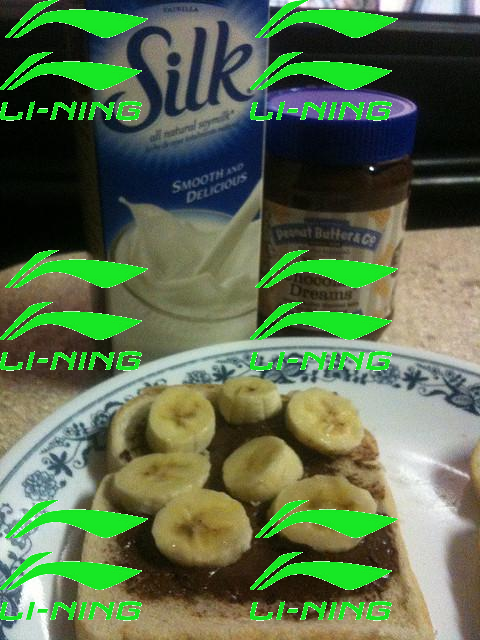 VANILLA
Silk
all natural soymilk
SMOOTH AND
DELICIOUS
Peanut Butter & Co
Dreams
LI-NING
LI-NING
LI-NING
LI-NING
LI-NING
LI-NING